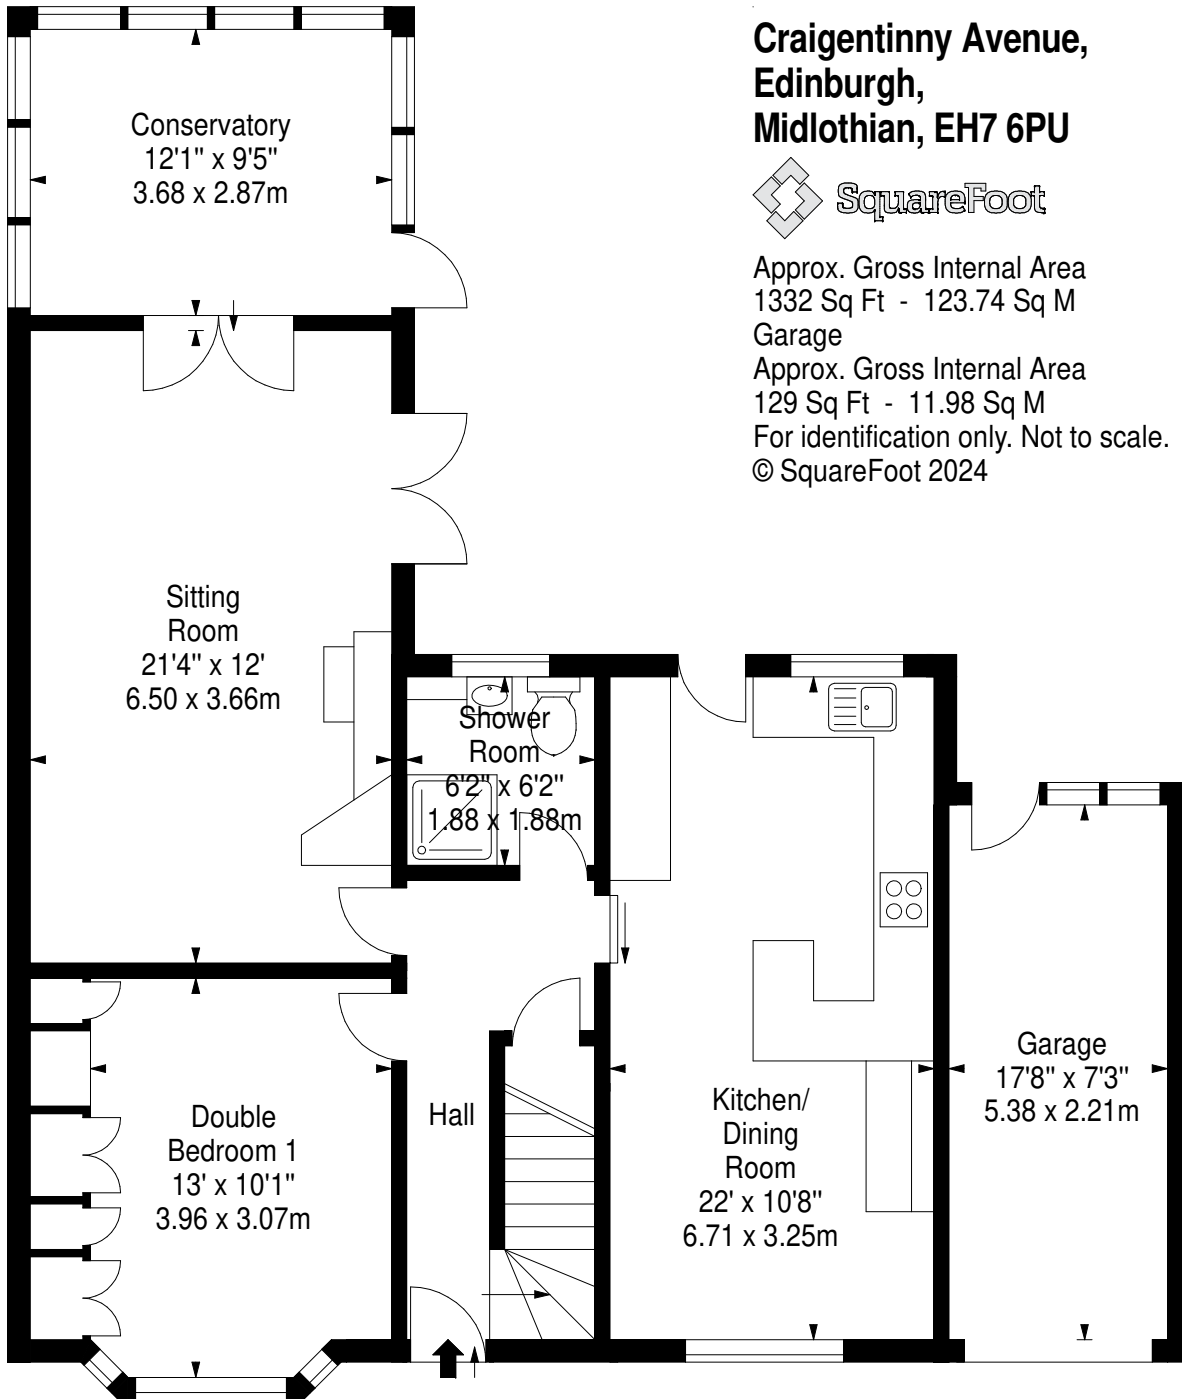 Craigentinny Avenue,
Edinburgh,
Midlothian, EH7 6PU
SquareFoot
Approx. Gross Internal Area
1332 Sq Ft - 123.74 Sq M
Garage
Approx. Gross Internal Area
129 Sq Ft - 11.98 Sq M
For identification only. Not to scale.
© SquareFoot 2024
Conservatory
12'1" x 9'5"
3.68 x 2.87m
Sitting
Room
21'4" x 12'
6.50 x 3.66m
Shower
Room
6'2" x 6'2"
1.88 x 1.88m
Double
Bedroom 1
13' x 10'1"
3.96 x 3.07m
Hall
Kitchen/
Dining
Room
22' x 10'8"
6.71 x 3.25m
Garage
17'8" x 7'3"
5.38 x 2.21m